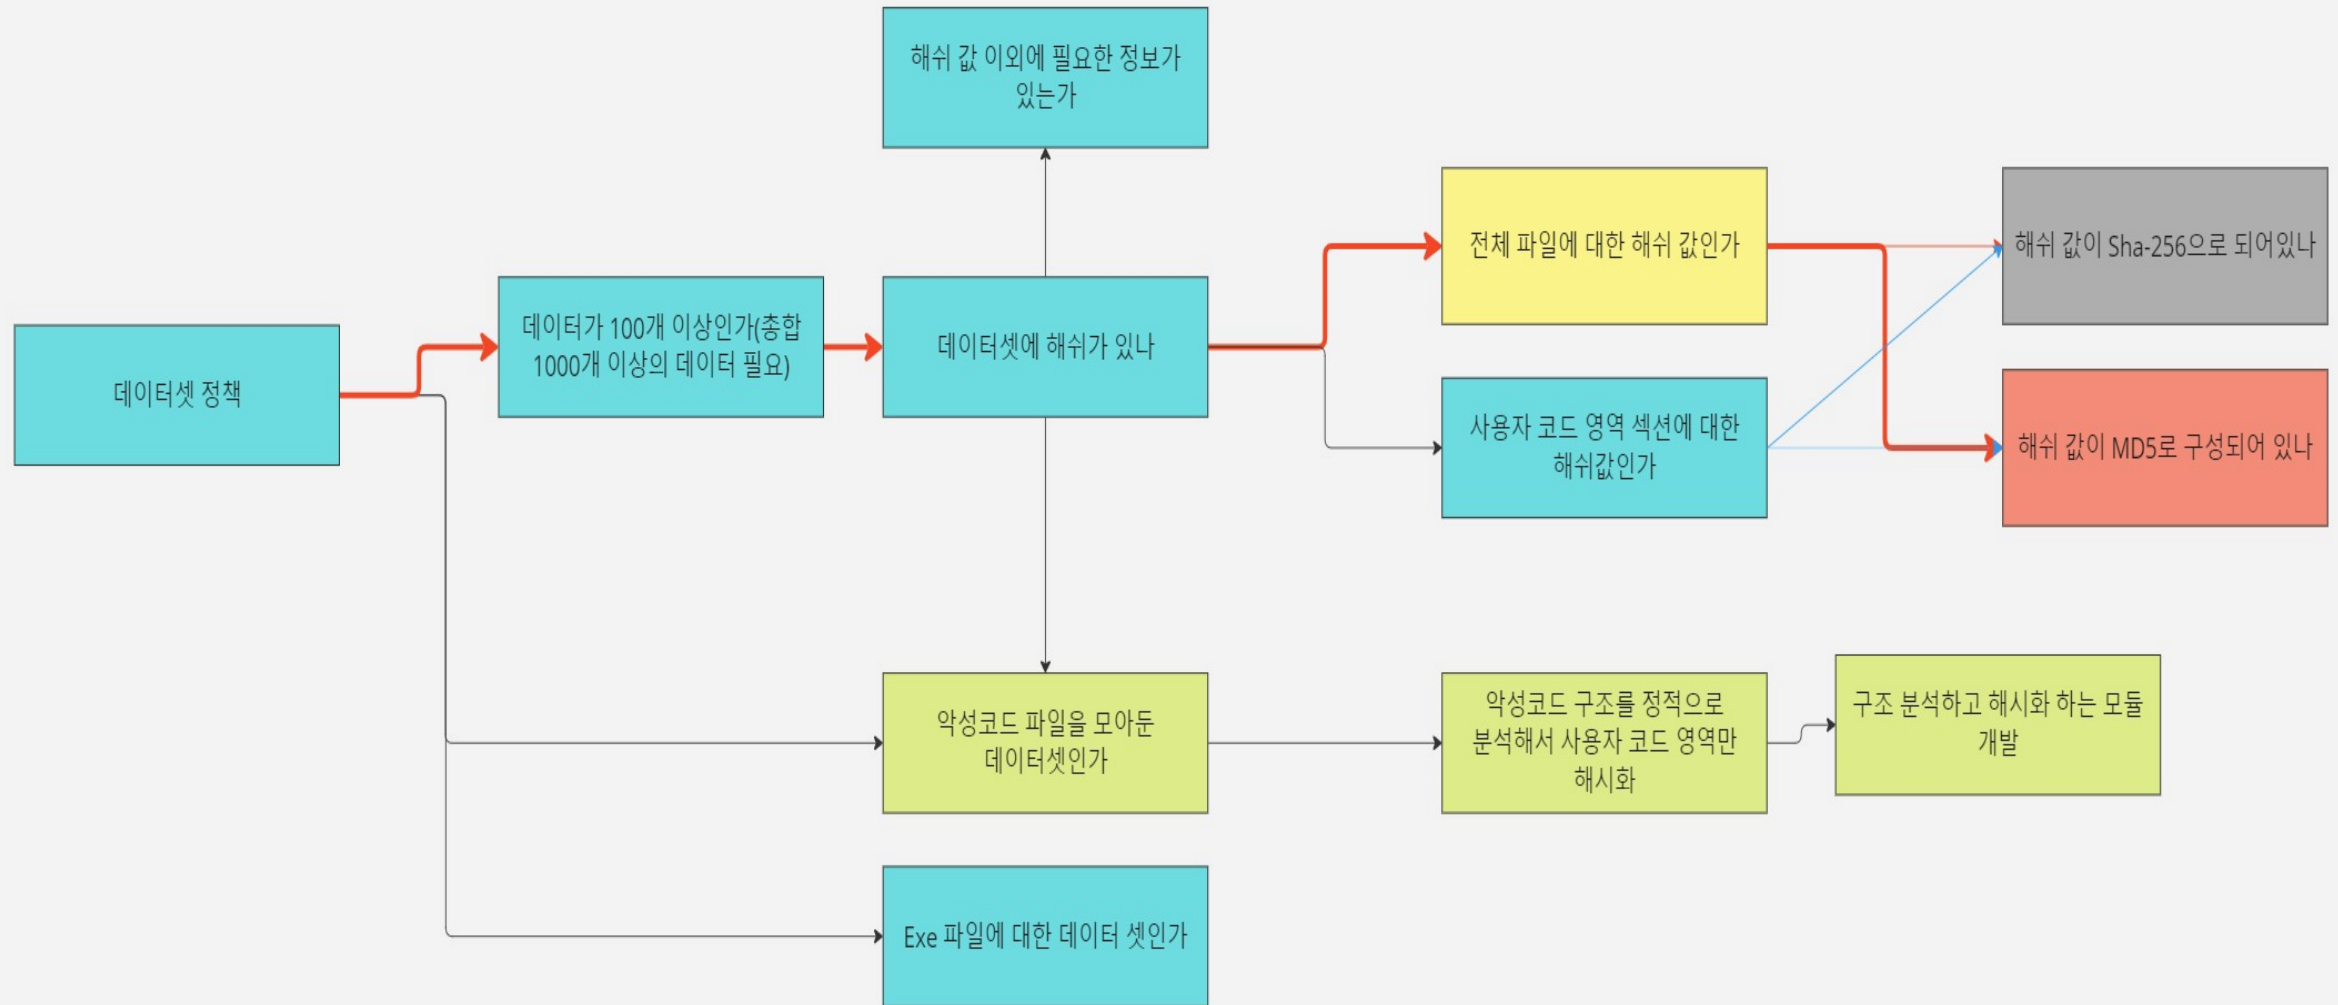 해쉬 값 이외에 필요한 정보가
있는가
전체 파일에 대한 해쉬 값인가
해쉬 값이 Sha-256으로 되어있나
데이터가 100개 이상인가(총합
1000개 이상의 데이터 필요)
데이터셋에 해쉬가 있나
데이터셋 정책
사용자 코드 영역 섹션에 대한
해쉬값인가
해쉬 값이 MD5로 구성되어 있나
악성코드 파일을 모아둔
데이터셋인가
악성코드 구조를 정적으로
분석해서 사용자 코드 영역만
해시화
구조 분석하고 해시화 하는 모듈
개발
Exe 파일에 대한 데이터 셋인가